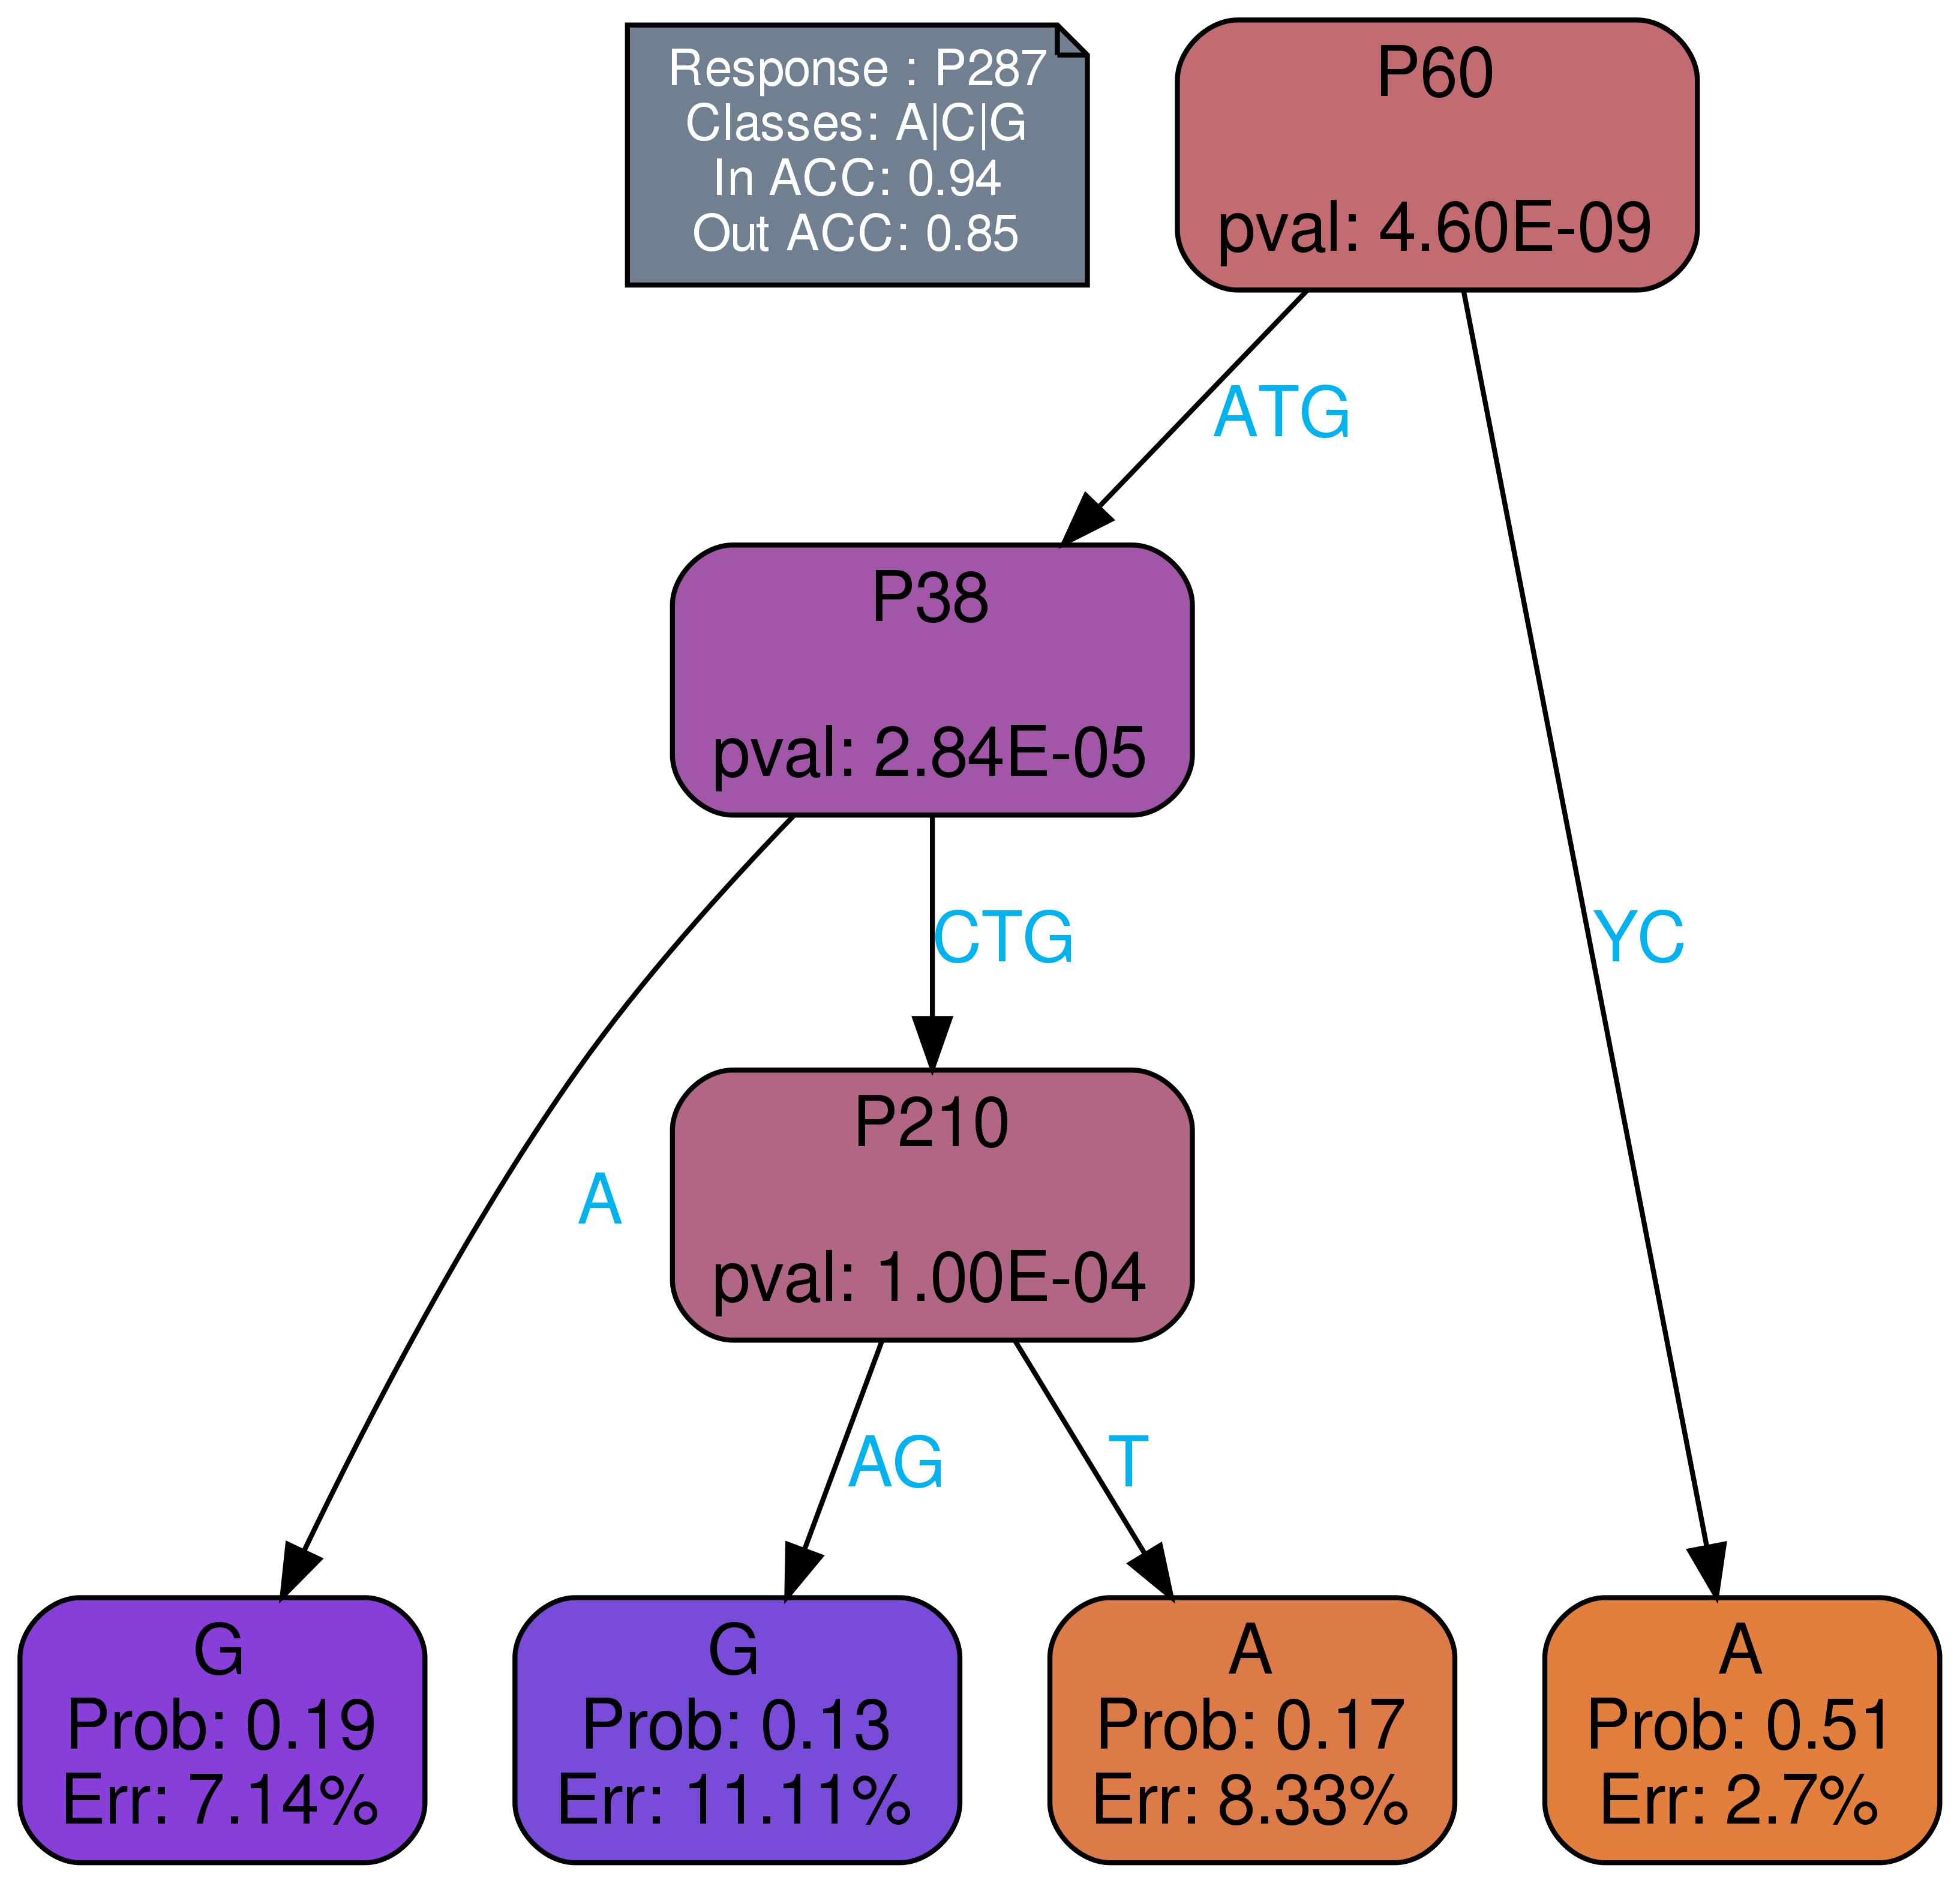 Response : P287
Classes: A|C|G
In ACC: 0.94
Out ACC: 0.85
P60
pval: 4.60E-09
ATG
P38
pval: 2.84E-05
CTG
YC
A
P210
pval: 1.00E-04
AG
T
G
Prob: 0.19
Err: 7.14%
G
Prob: 0.13
Err: 11.11%
A
Prob: 0.17
Err: 8.33%
A
Prob: 0.51
Err: 2.7%